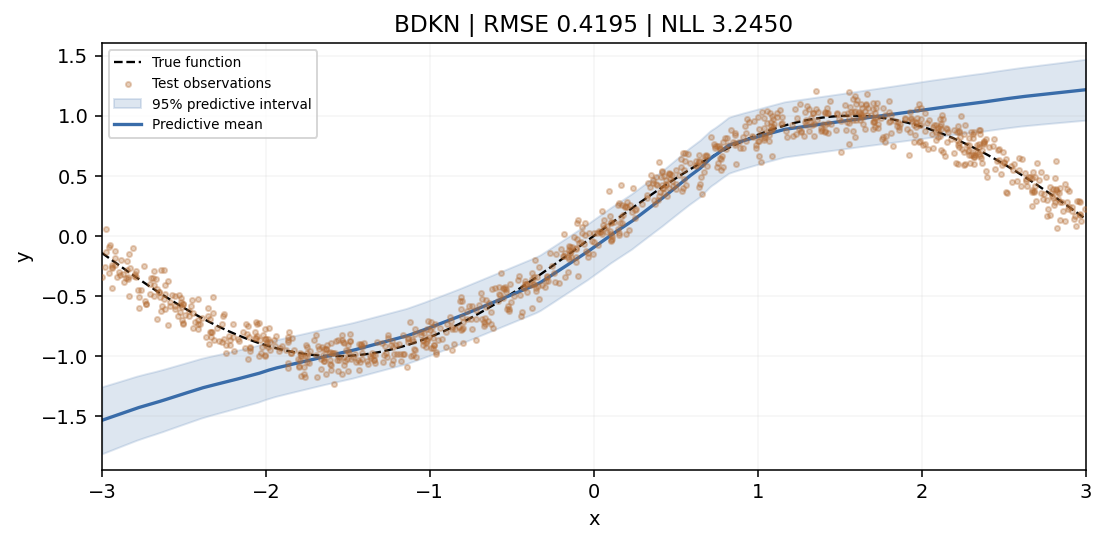 BDKN | RMSE 0.4195 | NLL 3.2450
True function
Test observations
95% predictive interval
Predictive mean
1.5
1.0
0.5
0.0
−0.5
−1.0
−1.5
y
−3
−2
−1
0
1
2
3
x